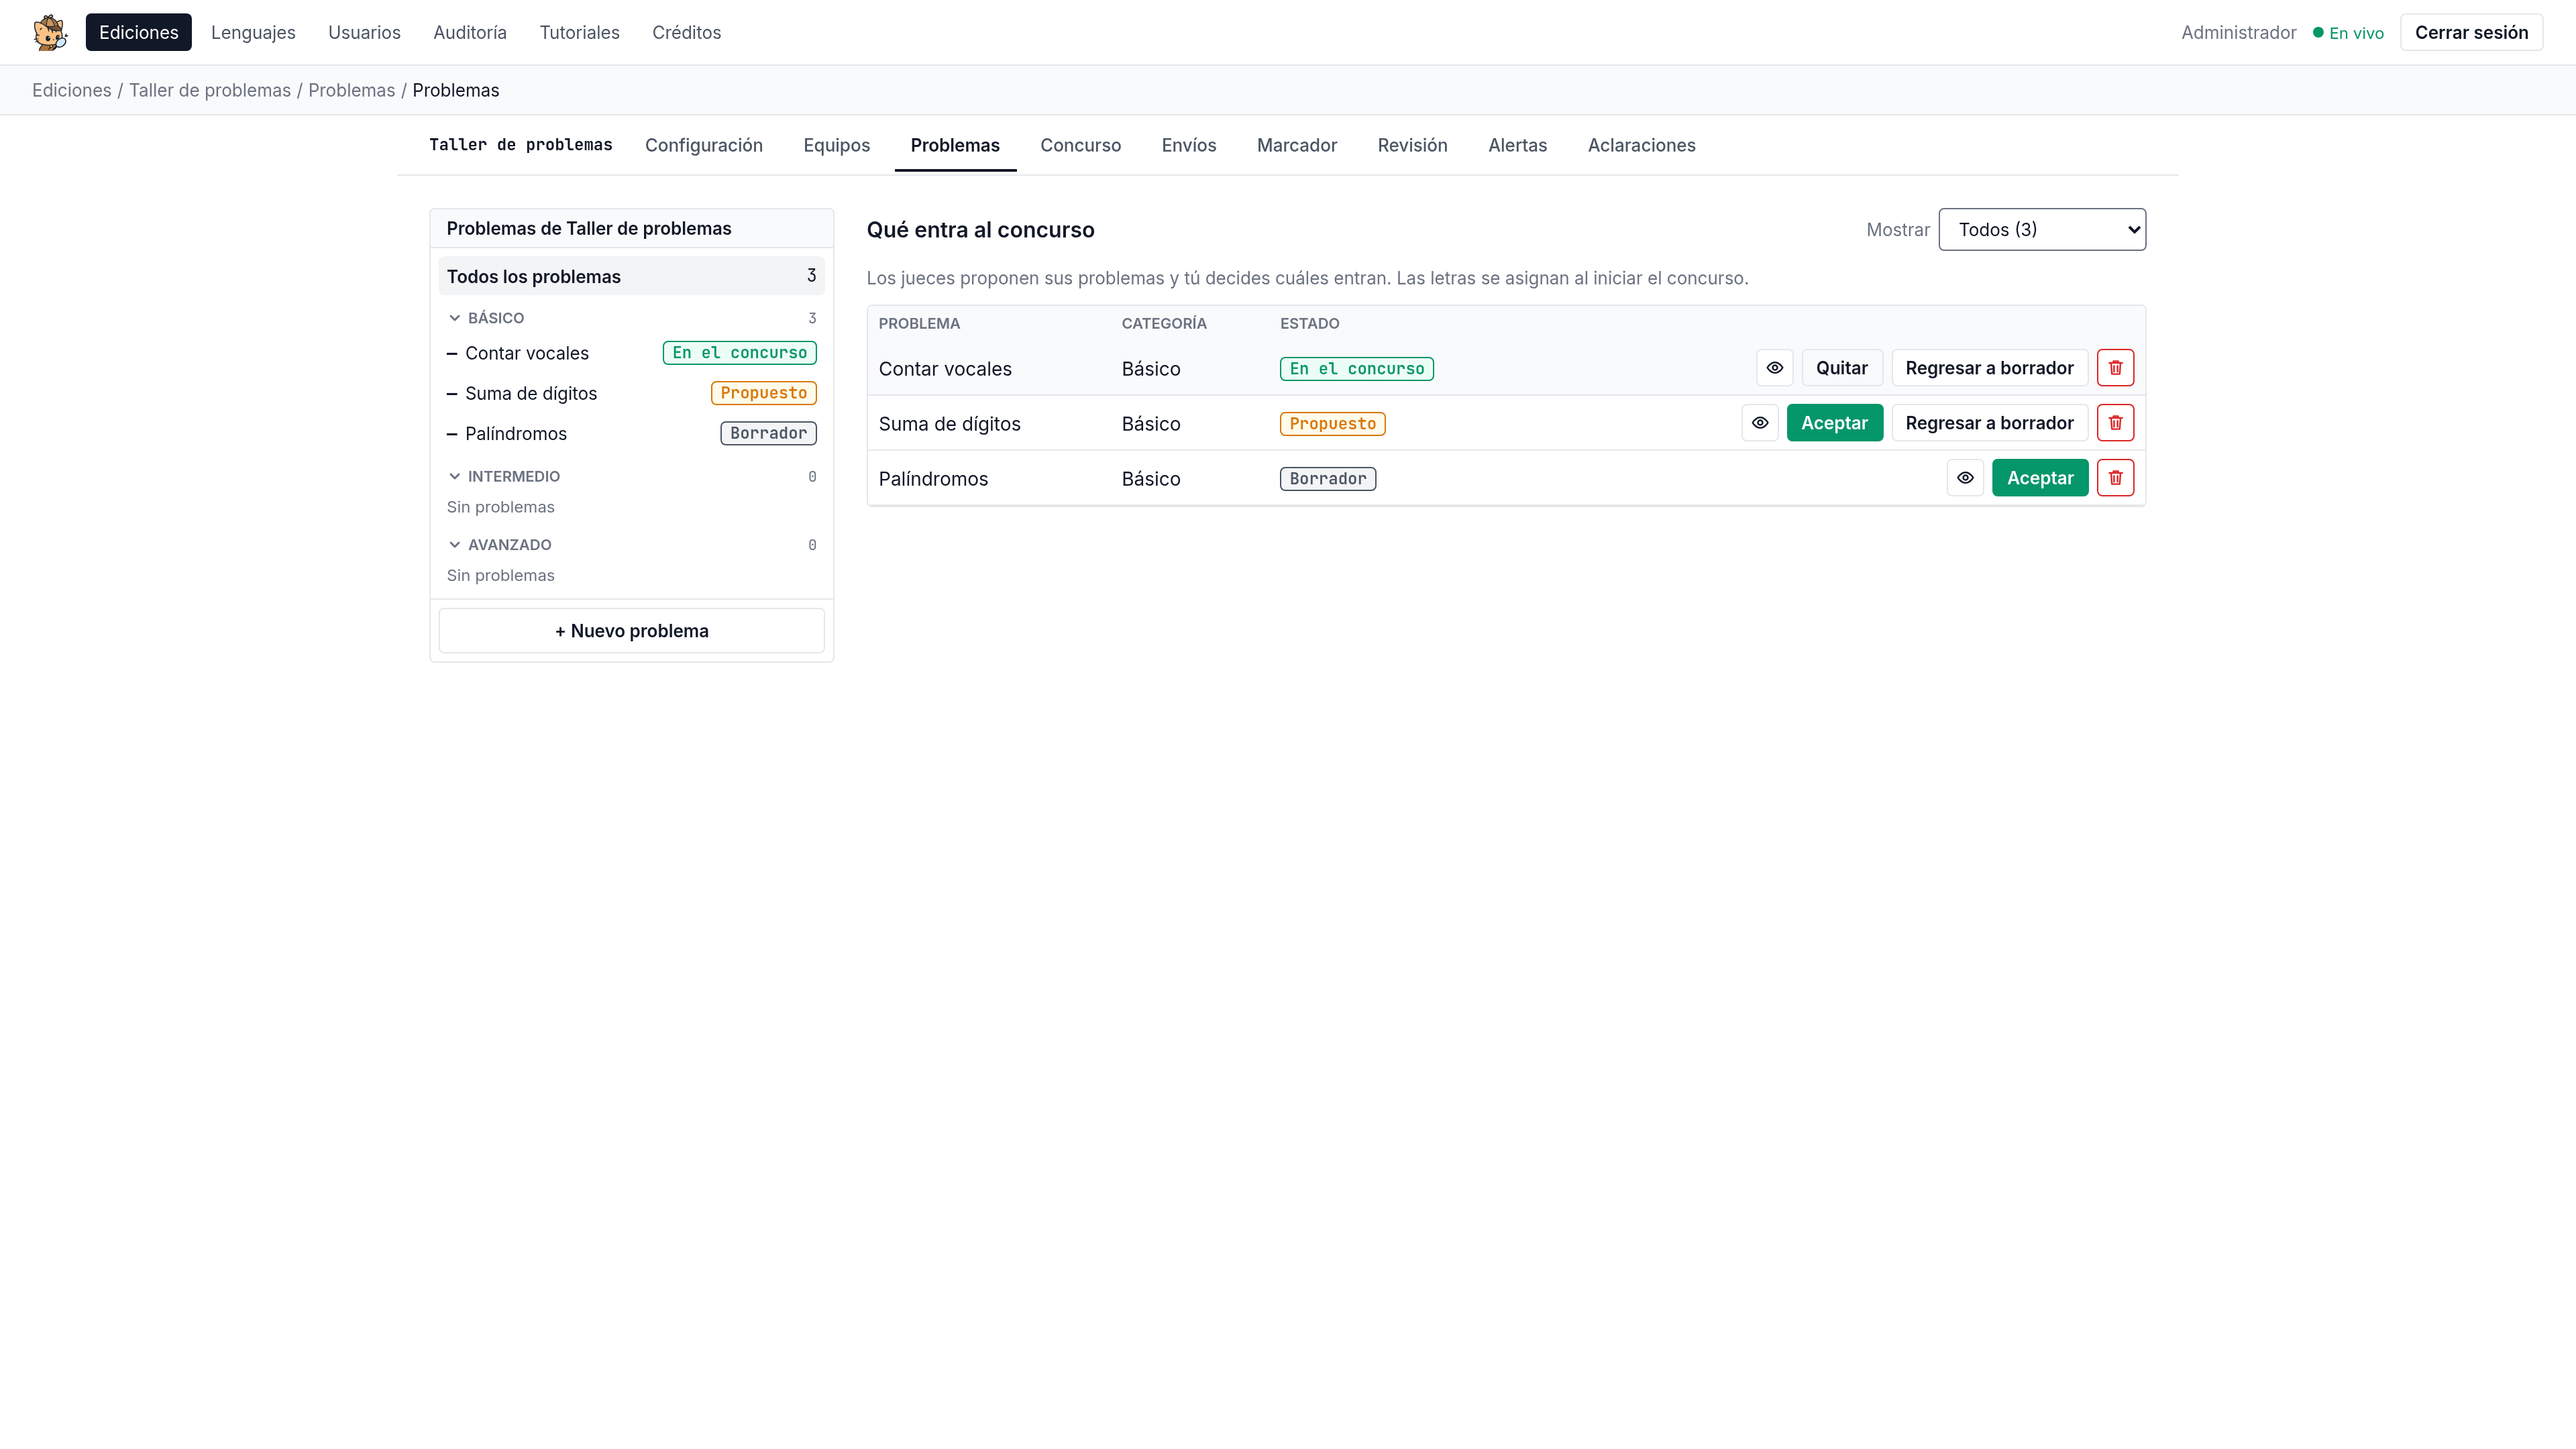 Ediciones Lenguajes Usuarios Auditoría Tutoriales Créditos Administrador En vivo Cerrar sesión
Ediciones / Taller de problemas / Problemas / Problemas
Taller de problemas Configuración Equipos Problemas Concurso Envíos Marcador Revisión Alertas Aclaraciones
Problemas de Taller de problemas
Todos los problemas 3
BÁSICO 3
– Contar vocales En el concurso
– Suma de dígitos Propuesto
– Palíndromos Borrador
INTERMEDIO 0
Sin problemas
AVANZADO 0
Sin problemas
+ Nuevo problema
Qué entra al concurso Mostrar Todos (3)
Los jueces proponen sus problemas y tú decides cuáles entran. Las letras se asignan al iniciar el concurso.
PROBLEMA CATEGORÍA ESTADO
Contar vocales Básico En el concurso Quitar Regresar a borrador
Suma de dígitos Básico Propuesto Aceptar Regresar a borrador
Palíndromos Básico Borrador Aceptar